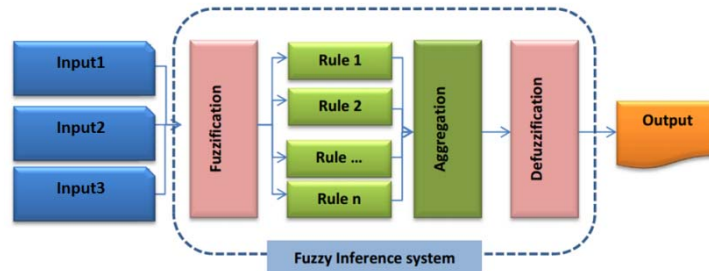 Input1
Input2
Input3
Fuzzification
Rule 1
Rule 2
Rule ...
Rule n
Aggregation
Defuzzification
Output
Fuzzy Inference system